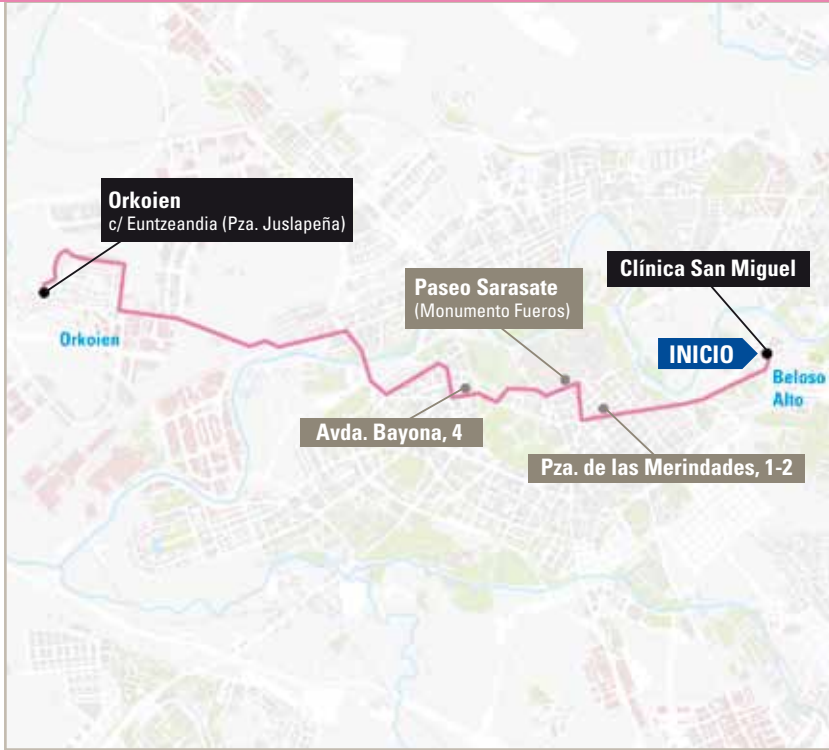 Orkoien
c/ Euntzeandia (Pza. Juslapeña)
Clínica San Miguel
Paseo Sarasate
(Monumento Fueros)
Orkoien
INICIO
Beloso
Alto
Avda. Bayona, 4
Pza. de las Merindades, 1-2